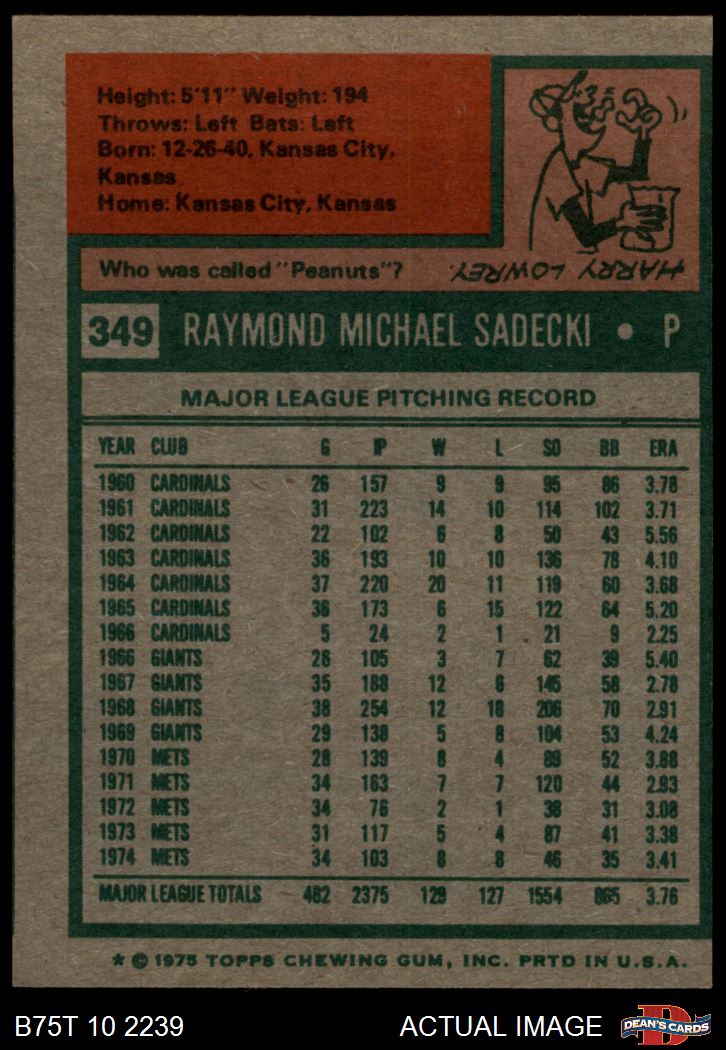 Height: 5'11" Weight: 194
Throws: Left Bats: Left
Born: 12-26-40, Kansas City,
Kansas
Home: Kansas City, Kansas
Who was called "Peanuts"?
HARRY LOWREY.
349 RAYMOND MICHAEL SADECKI • P
MAJOR LEAGUE PITCHING RECORD
YEAR CLUB G IP W L SO BB ERA
1960 CARDINALS 26 157 9 9 95 86 3.78
1961 CARDINALS 31 223 14 10 114 102 3.71
1962 CARDINALS 22 102 6 8 50 43 5.56
1963 CARDINALS 36 193 10 10 136 78 4.10
1964 CARDINALS 37 220 20 11 119 60 3.68
1965 CARDINALS 36 173 6 15 122 64 5.20
1966 CARDINALS 5 24 2 1 21 9 2.25
1966 GIANTS 26 105 3 7 62 39 5.40
1967 GIANTS 35 188 12 6 145 58 2.78
1968 GIANTS 38 254 12 18 206 70 2.91
1969 GIANTS 29 138 5 8 104 53 4.24
1970 METS 28 139 8 4 89 52 3.88
1971 METS 34 163 7 7 120 44 2.93
1972 METS 34 76 2 1 38 31 3.08
1973 METS 31 117 5 4 87 41 3.38
1974 METS 34 103 8 8 46 35 3.41
MAJOR LEAGUE TOTALS 482 2375 129 127 1554 865 3.76
* © 1975 TOPPS CHEWING GUM, INC. PRTD IN U.S.A.
B75T 10 2239 ACTUAL IMAGE DEAN'S CARDS